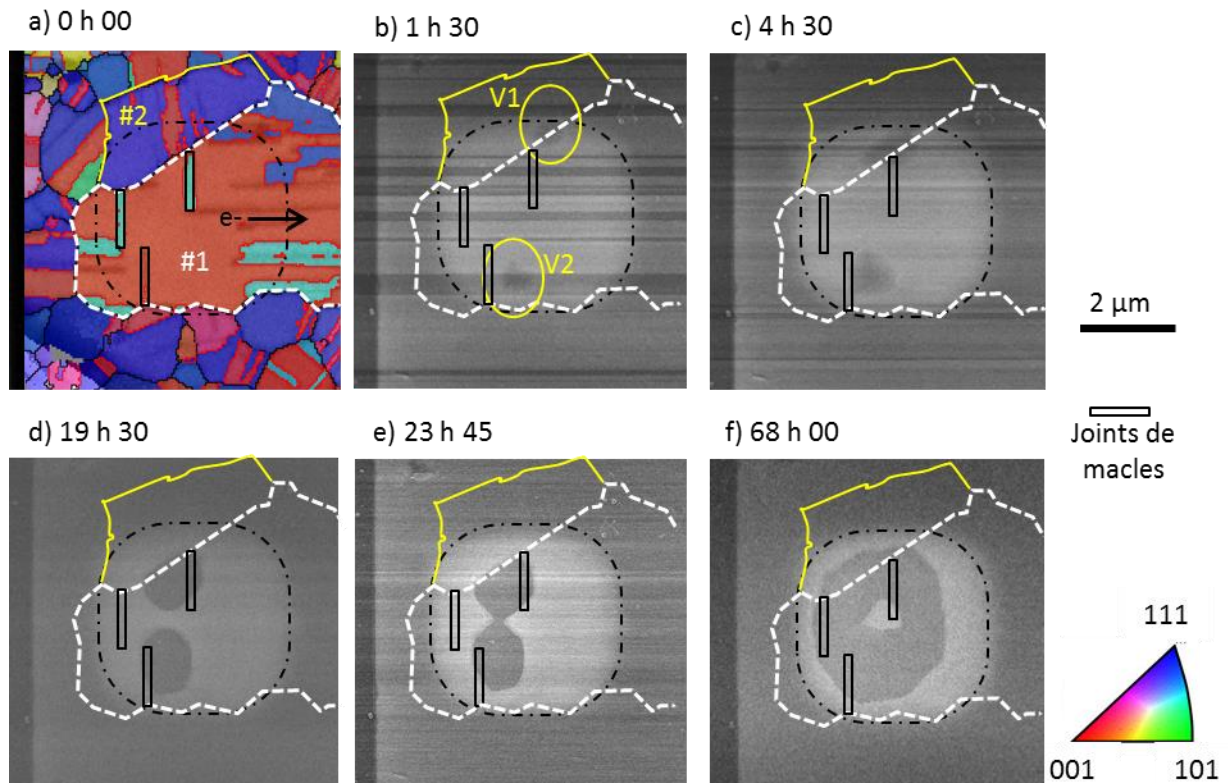 a) 0 h 00
b) 1 h 30
c) 4 h 30
#2
V1
e-
#1
V2
2 µm
Joints de
macles
d) 19 h 30
e) 23 h 45
f) 68 h 00
111
001
101